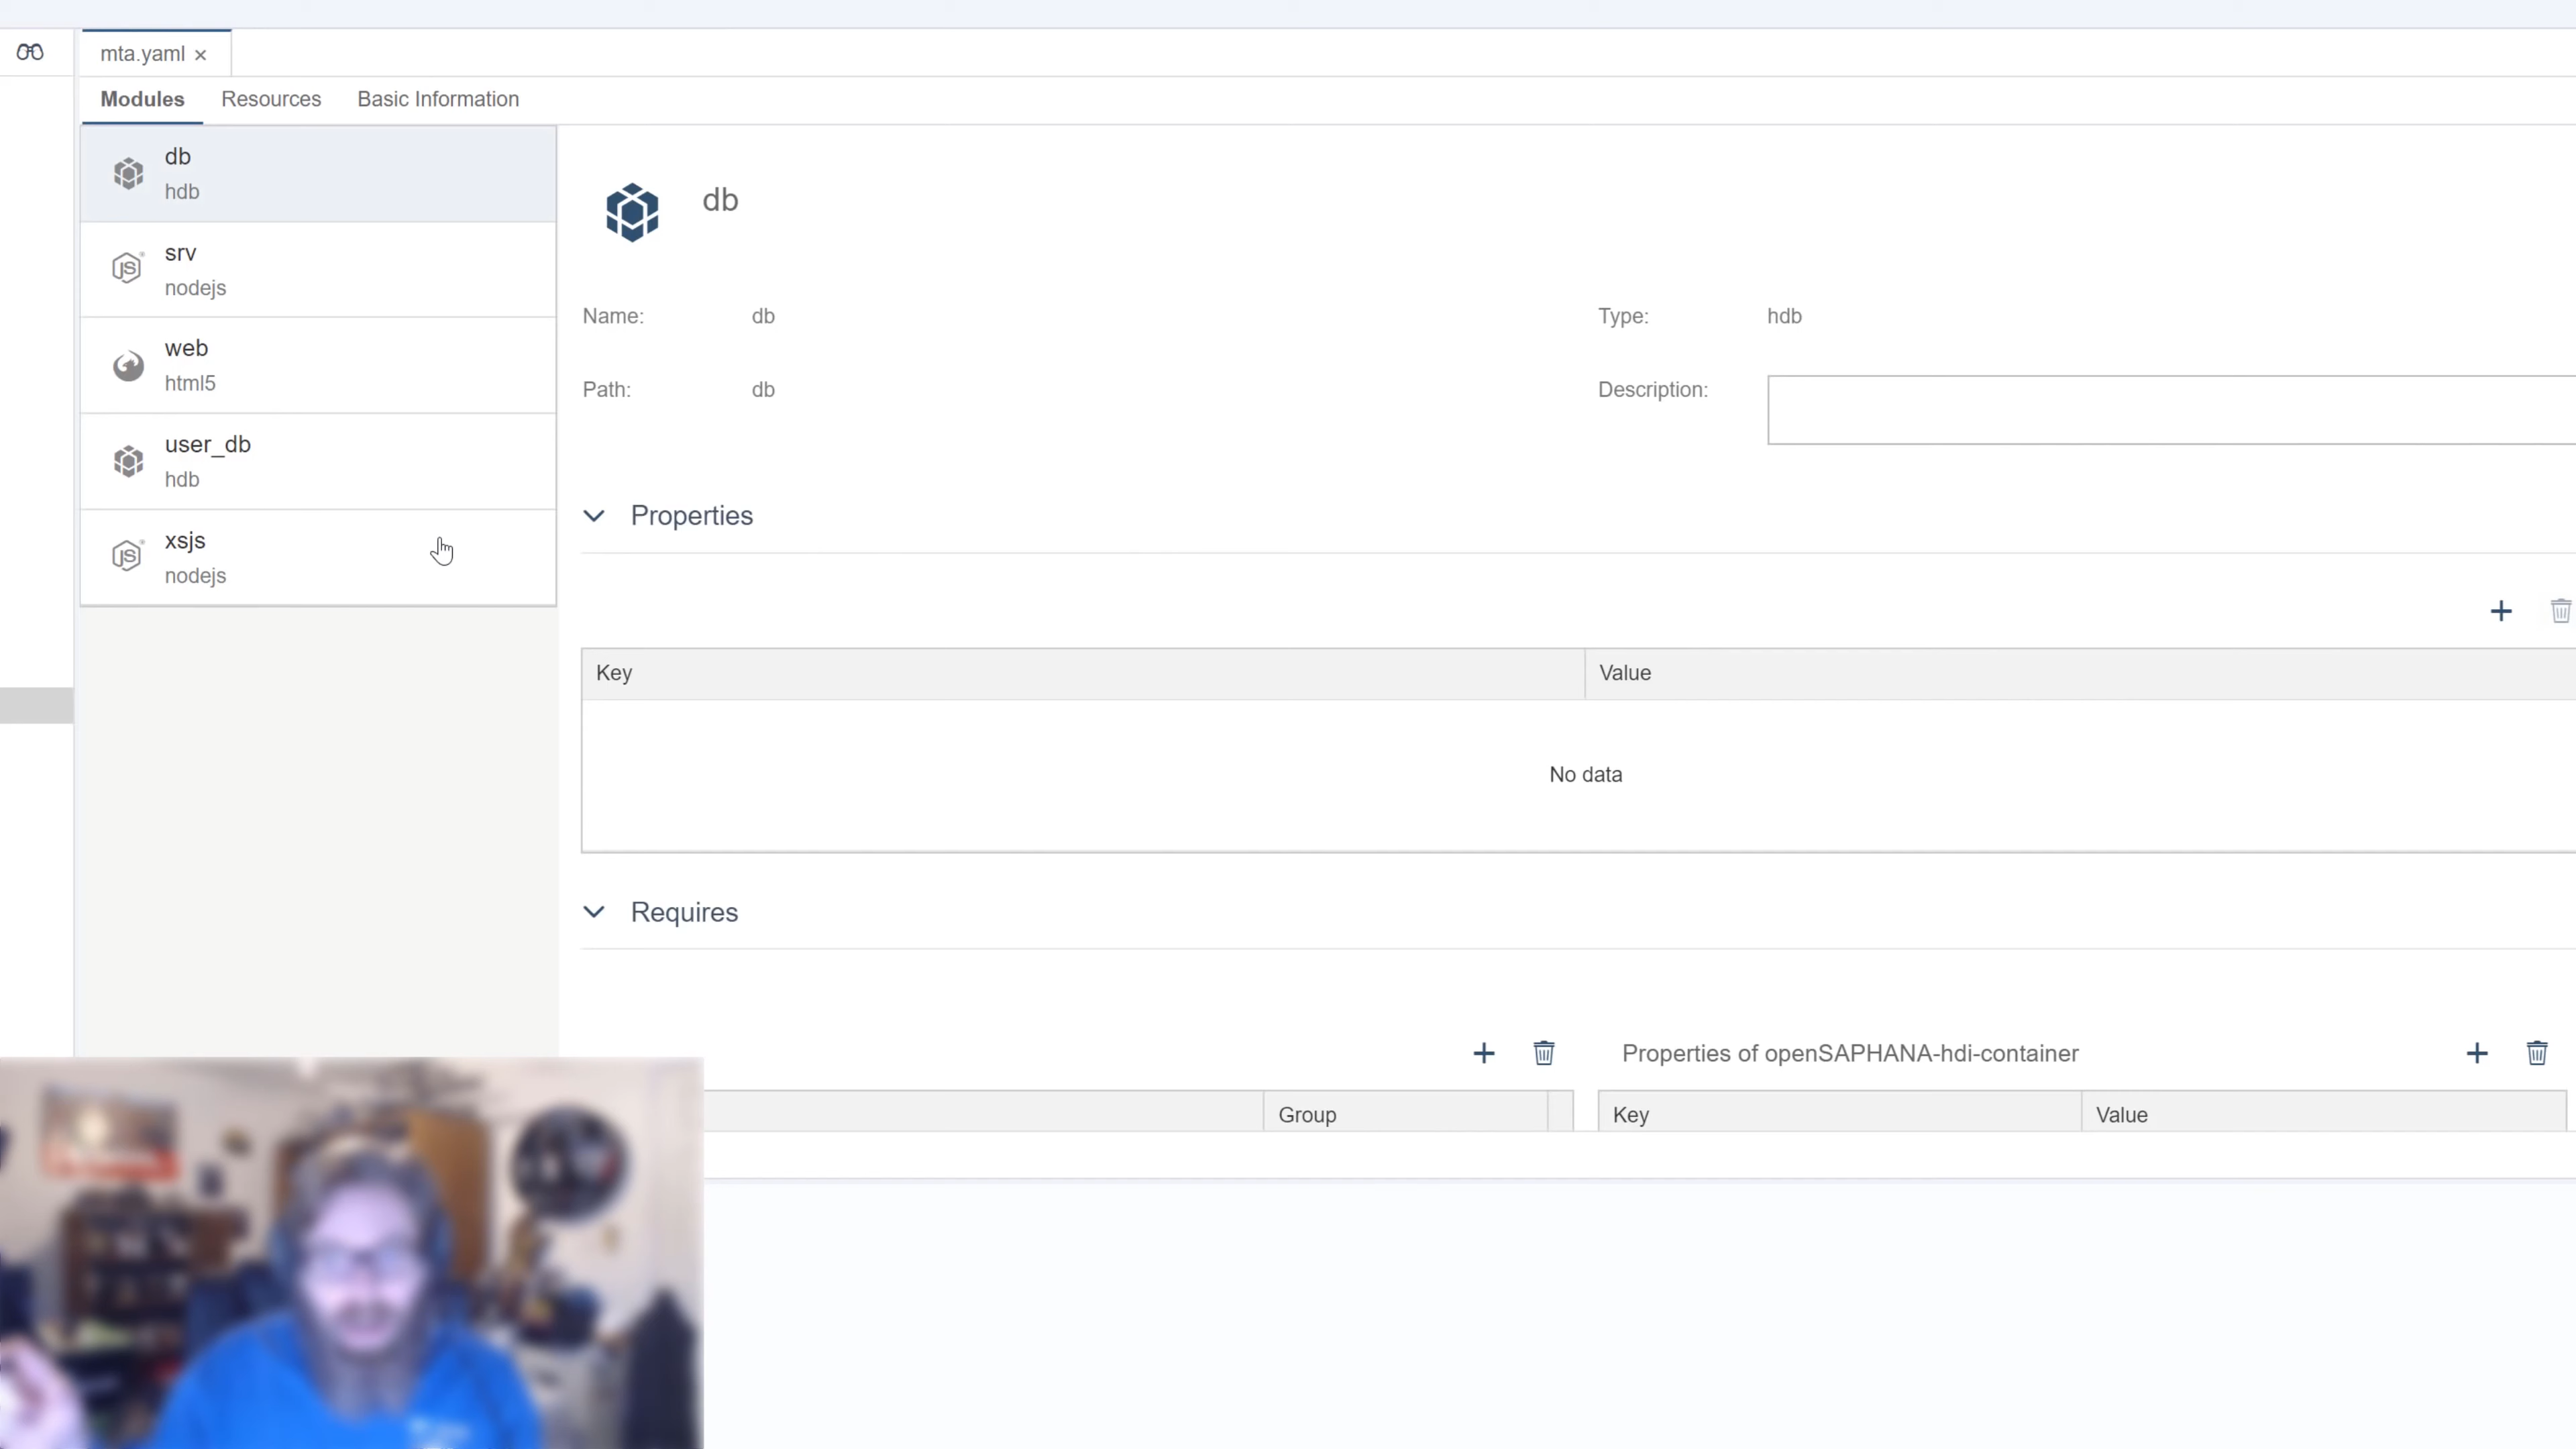 mta.yaml
Modules Resources Basic Information
db
hdb
srv
nodejs
web
html5
user_db
hdb
xsjs
nodejs
db
Name: db Type: hdb
Path: db Description:
Properties
Key Value
No data
Requires
Properties of openSAPHANA-hdi-container
Group Key Value